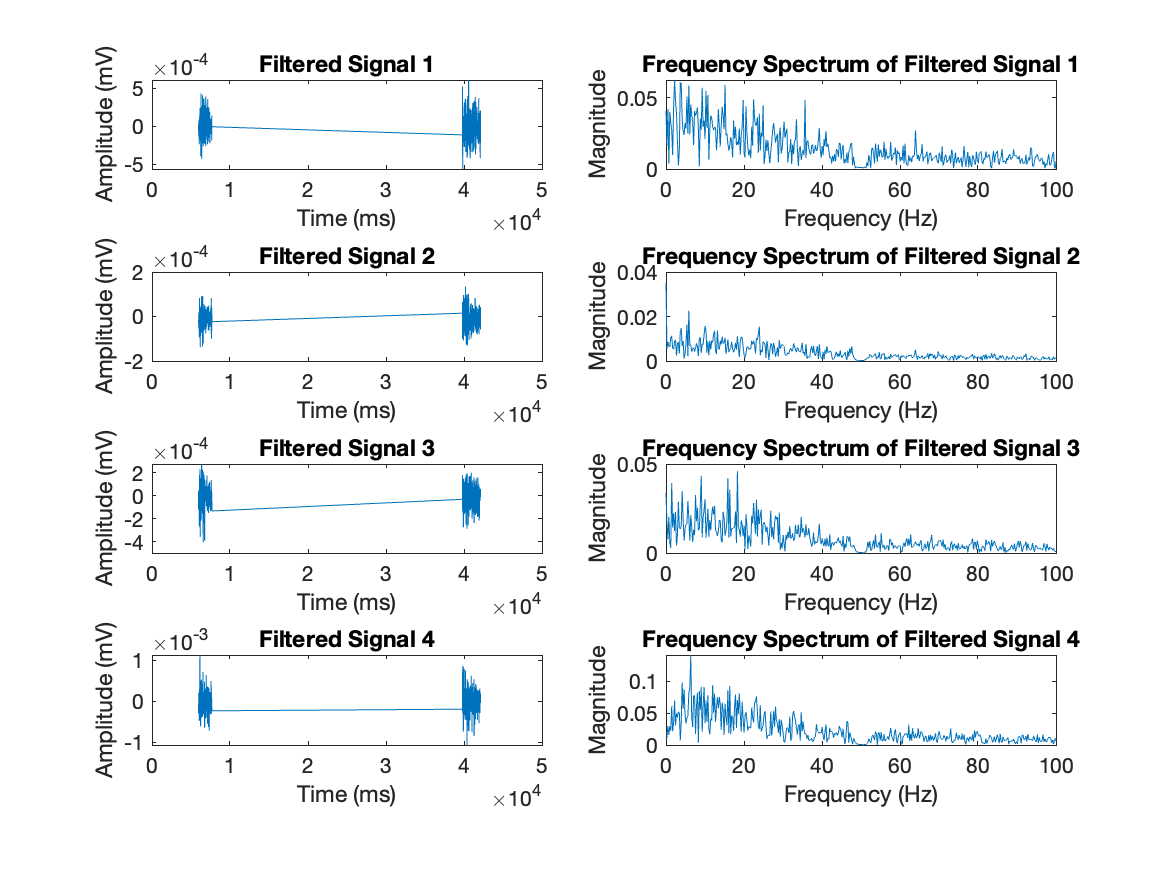 Filtered Signal 1
×10⁻⁴
Amplitude (mV)
5
0
-5
0 1 2 3 4 5
Time (ms)
×10⁴
Frequency Spectrum of Filtered Signal 1
Magnitude
0.05
0
0 20 40 60 80 100
Frequency (Hz)
Filtered Signal 2
×10⁻⁴
Amplitude (mV)
2
0
-2
0 1 2 3 4 5
Time (ms)
×10⁴
Frequency Spectrum of Filtered Signal 2
Magnitude
0.04
0.02
0
0 20 40 60 80 100
Frequency (Hz)
Filtered Signal 3
×10⁻⁴
Amplitude (mV)
2
0
-2
-4
0 1 2 3 4 5
Time (ms)
×10⁴
Frequency Spectrum of Filtered Signal 3
Magnitude
0.05
0
0 20 40 60 80 100
Frequency (Hz)
Filtered Signal 4
×10⁻³
Amplitude (mV)
1
0
-1
0 1 2 3 4 5
Time (ms)
×10⁴
Frequency Spectrum of Filtered Signal 4
Magnitude
0.1
0.05
0
0 20 40 60 80 100
Frequency (Hz)